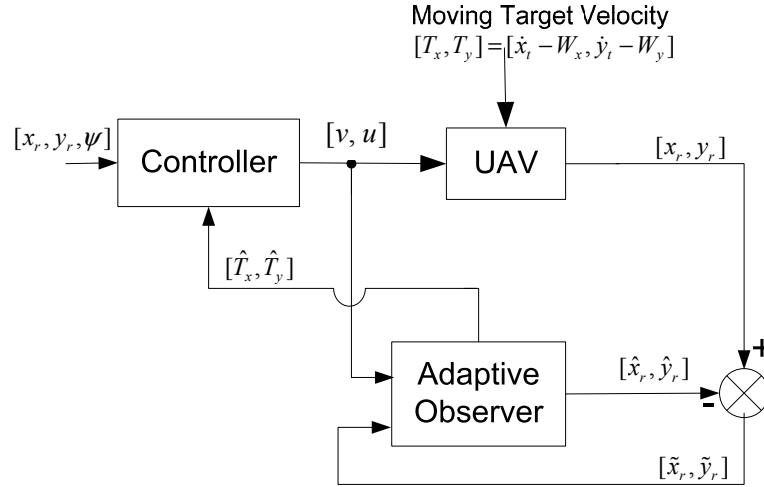 Moving Target Velocity
[T_x, T_y] = [ẋ_t − W_x, ẏ_t − W_y]
[x_r, y_r, ψ]
Controller
[v, u]
UAV
[x_r, y_r]
[T̂_x, T̂_y]
+
Adaptive
Observer
[x̂_r, ŷ_r]
-
[x̃_r, ỹ_r]